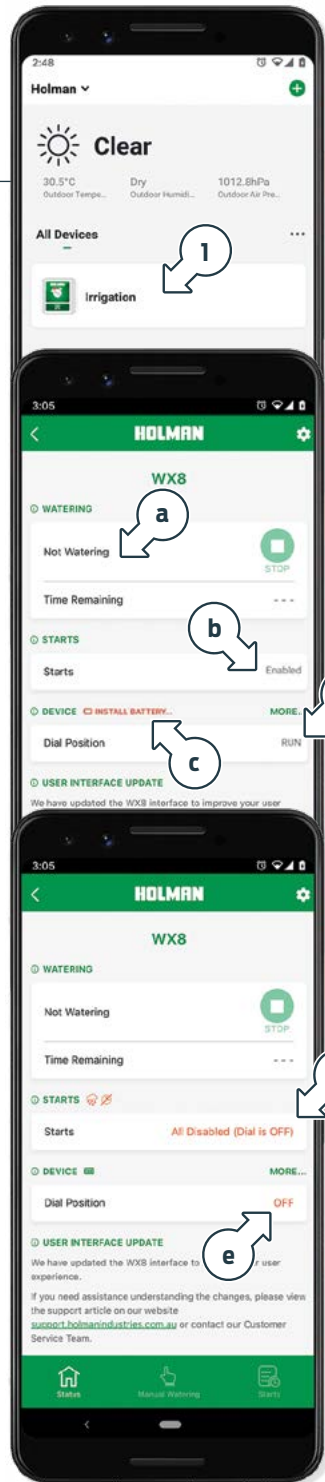 2:48
Holman
Clear
30.5°C Dry 1012.8hPa
Outdoor Tempe... Outdoor Humidi... Outdoor Air Pre...
All Devices ...
1
Irrigation
3:05
HOLMAN
WX8
WATERING
a
Not Watering
STOP
Time Remaining - - -
b
STARTS
Starts Enabled
DEVICE INSTALL BATTERY... MORE...
Dial Position RUN
c
USER INTERFACE UPDATE
We have updated the WX8 interface to improve your user
3:05
HOLMAN
WX8
WATERING
Not Watering
STOP
Time Remaining - - -
STARTS
Starts All Disabled (Dial is OFF)
DEVICE MORE...
Dial Position OFF
e
USER INTERFACE UPDATE
We have updated the WX8 interface to user
experience.
If you need assistance understanding the changes, please view
the support article on our website
support.holmanindustries.com.au or contact our Customer
Service Team.
Status Manual Watering Starts